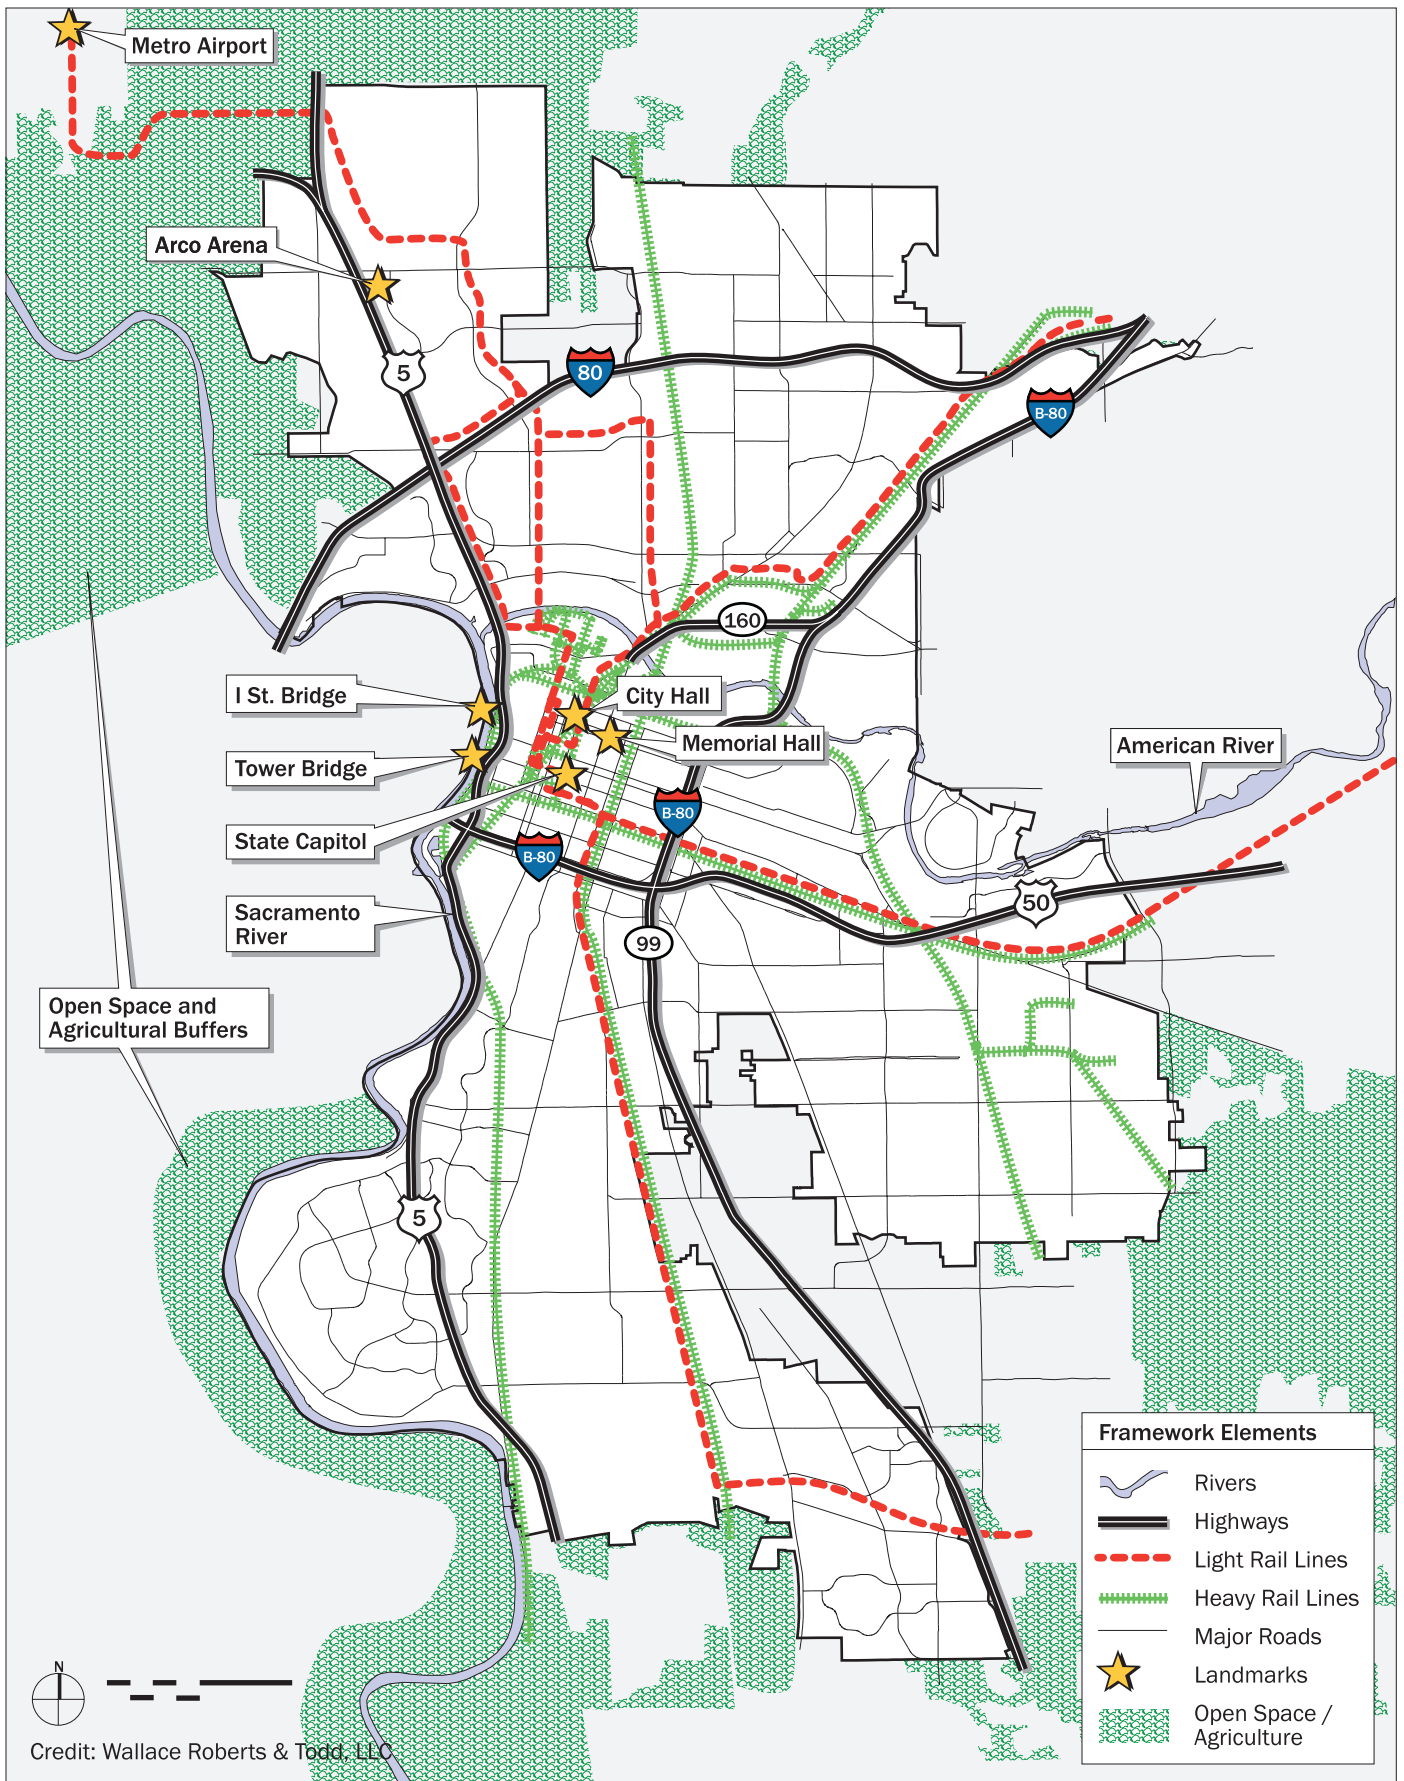 Metro Airport
Arco Arena
5
80
B-80
160
I St. Bridge
City Hall
Memorial Hall
American River
Tower Bridge
B-80
State Capitol
B-80
50
Sacramento
River
99
Open Space and
Agricultural Buffers
5
Framework Elements
Rivers
Highways
Light Rail Lines
Heavy Rail Lines
Major Roads
Landmarks
Open Space /
Agriculture
N
Credit: Wallace Roberts & Todd, LLC